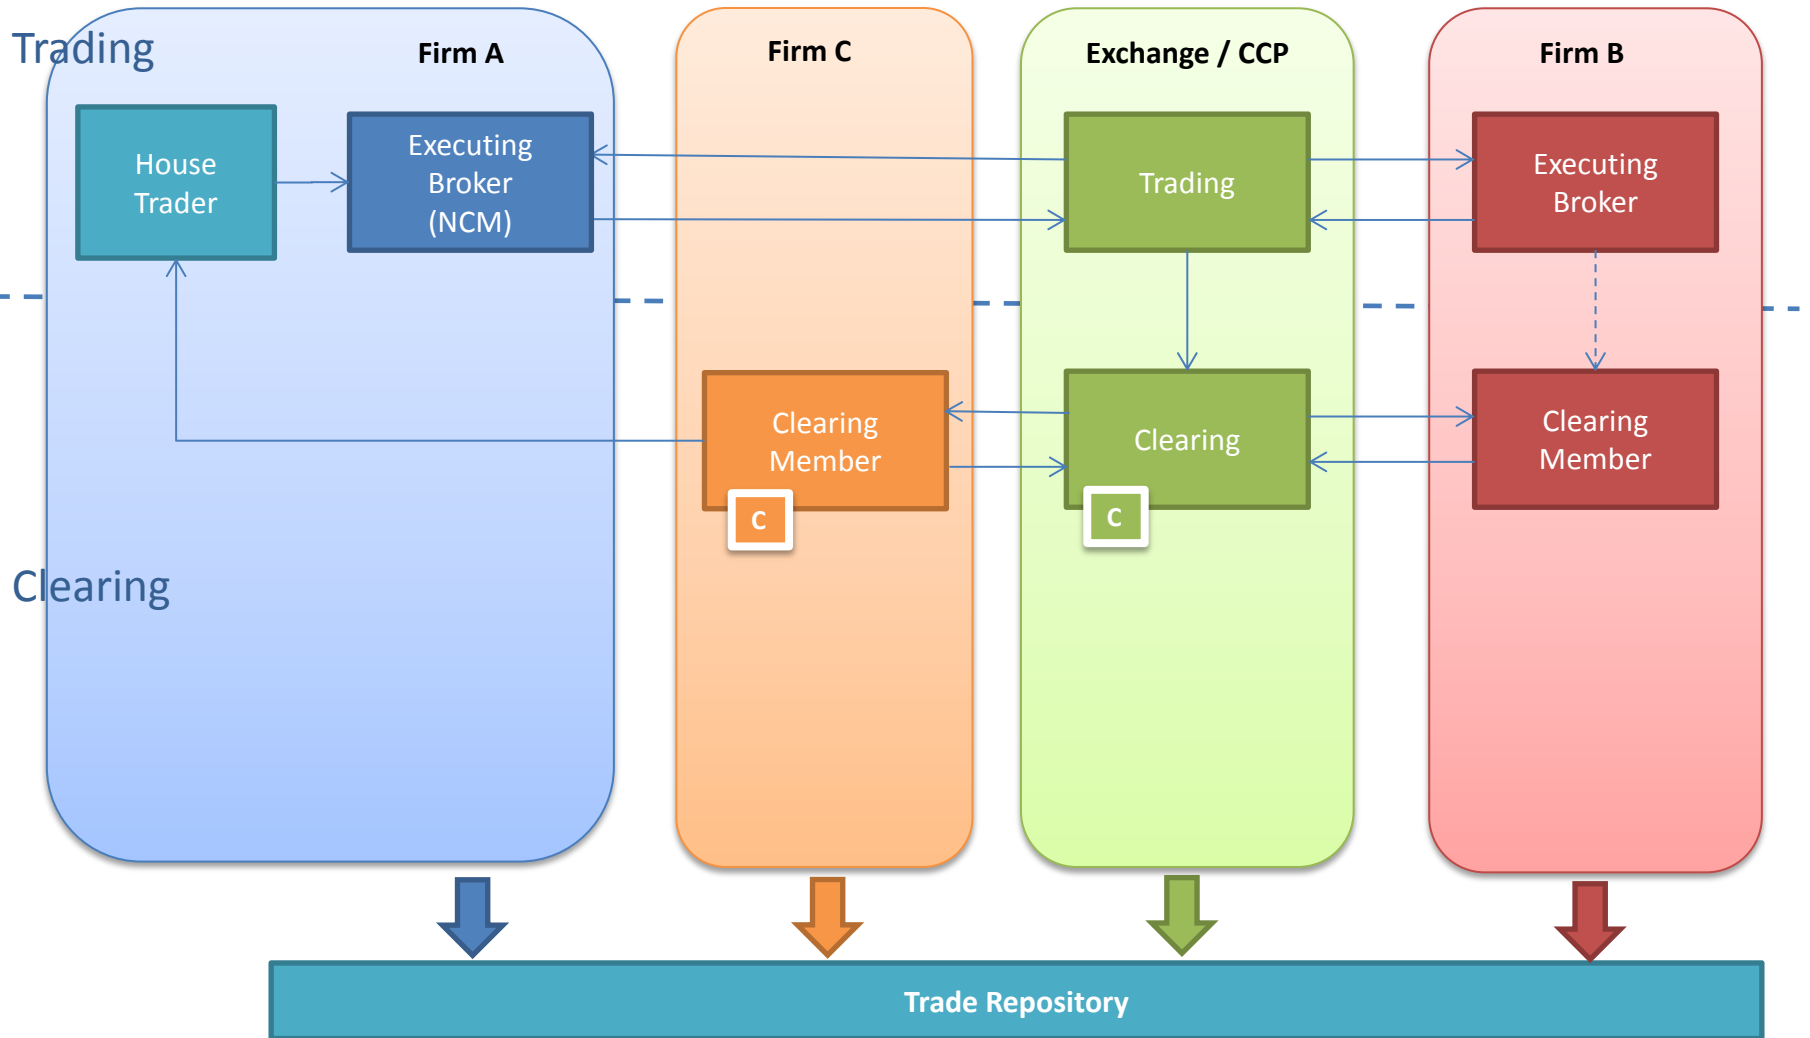 Trading
Firm A
Firm C
Exchange / CCP
Firm B
House
Trader
Executing
Broker
(NCM)
Trading
Executing
Broker
Clearing
Member
C
Clearing
C
Clearing
Member
Clearing
Trade Repository